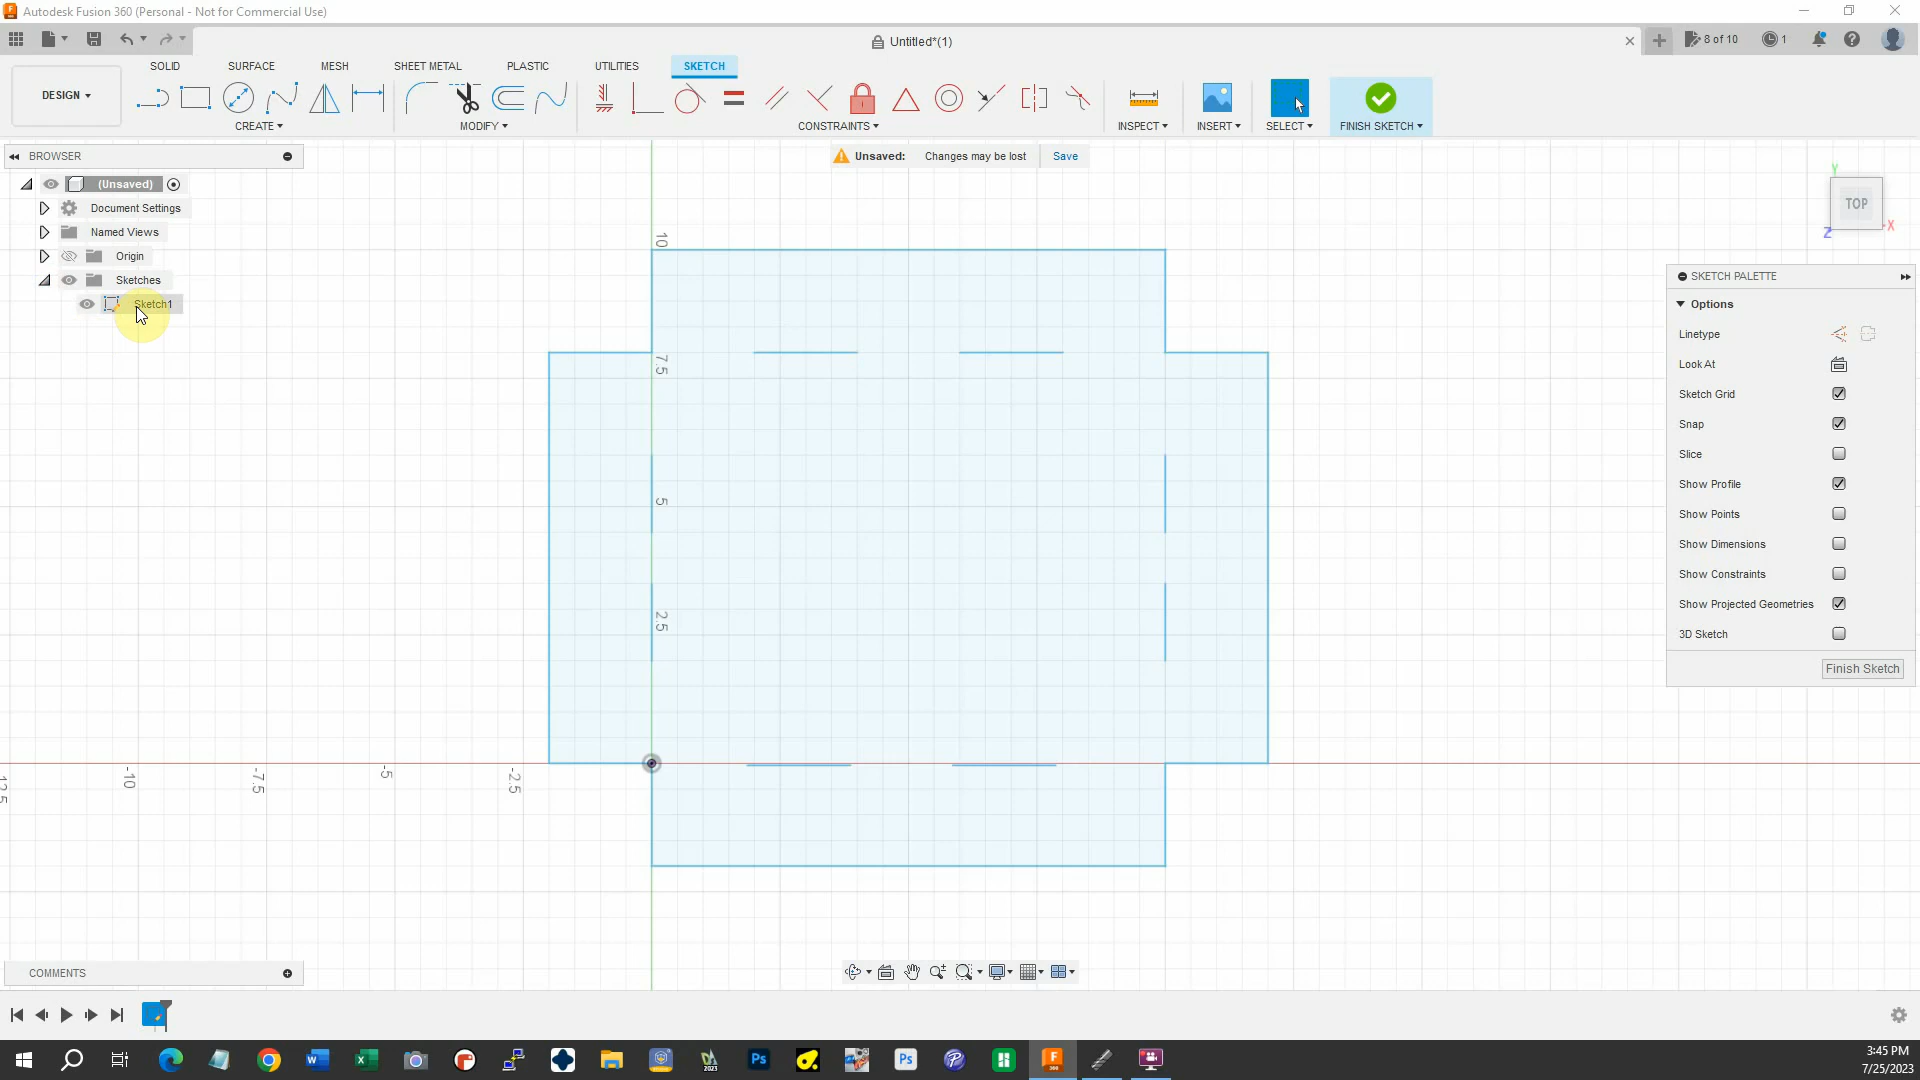 Autodesk Fusion 360 (Personal - Not for Commercial Use)
Untitled*(1)
8 of 10
1
DESIGN
SOLID
SURFACE
MESH
SHEET METAL
PLASTIC
UTILITIES
SKETCH
CREATE
MODIFY
CONSTRAINTS
INSPECT
INSERT
SELECT
FINISH SKETCH
BROWSER
Unsaved: Changes may be lost
Save
(Unsaved)
Document Settings
Named Views
Origin
Sketches
Sketch1
Y
TOP
X
Z
10
7.5
5
2.5
12.5
-10
-7.5
-5
-2.5
SKETCH PALETTE
Options
Linetype
Look At
Sketch Grid
Snap
Slice
Show Profile
Show Points
Show Dimensions
Show Constraints
Show Projected Geometries
3D Sketch
Finish Sketch
COMMENTS
3:45 PM
7/25/2023